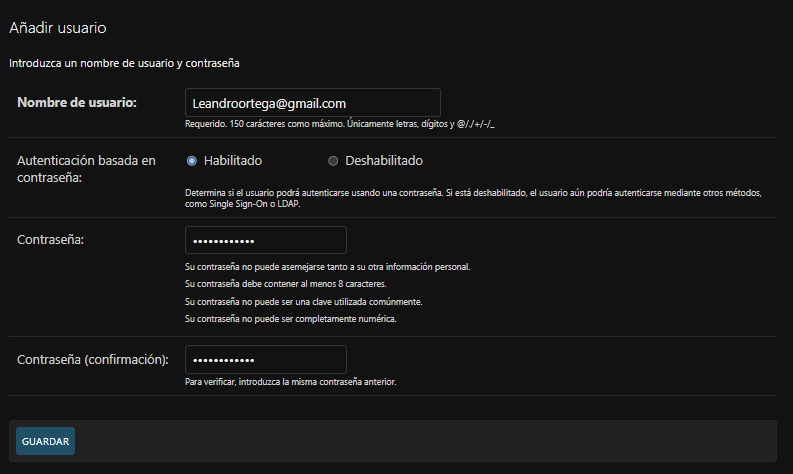 Añadir usuario
Introduzca un nombre de usuario y contraseña
Nombre de usuario:
Leandroortega@gmail.com
Requerido. 150 carácteres como máximo. Únicamente letras, dígitos y @/./+/-/_
Autenticación basada en
contraseña:
Habilitado
Deshabilitado
Determina si el usuario podrá autenticarse usando una contraseña. Si está deshabilitado, el usuario aún podría autenticarse mediante otros métodos,
como Single Sign-On o LDAP.
Contraseña:
••••••••••••
Su contraseña no puede asemejarse tanto a su otra información personal.
Su contraseña debe contener al menos 8 caracteres.
Su contraseña no puede ser una clave utilizada comúnmente.
Su contraseña no puede ser completamente numérica.
Contraseña (confirmación):
••••••••••••
Para verificar, introduzca la misma contraseña anterior.
GUARDAR